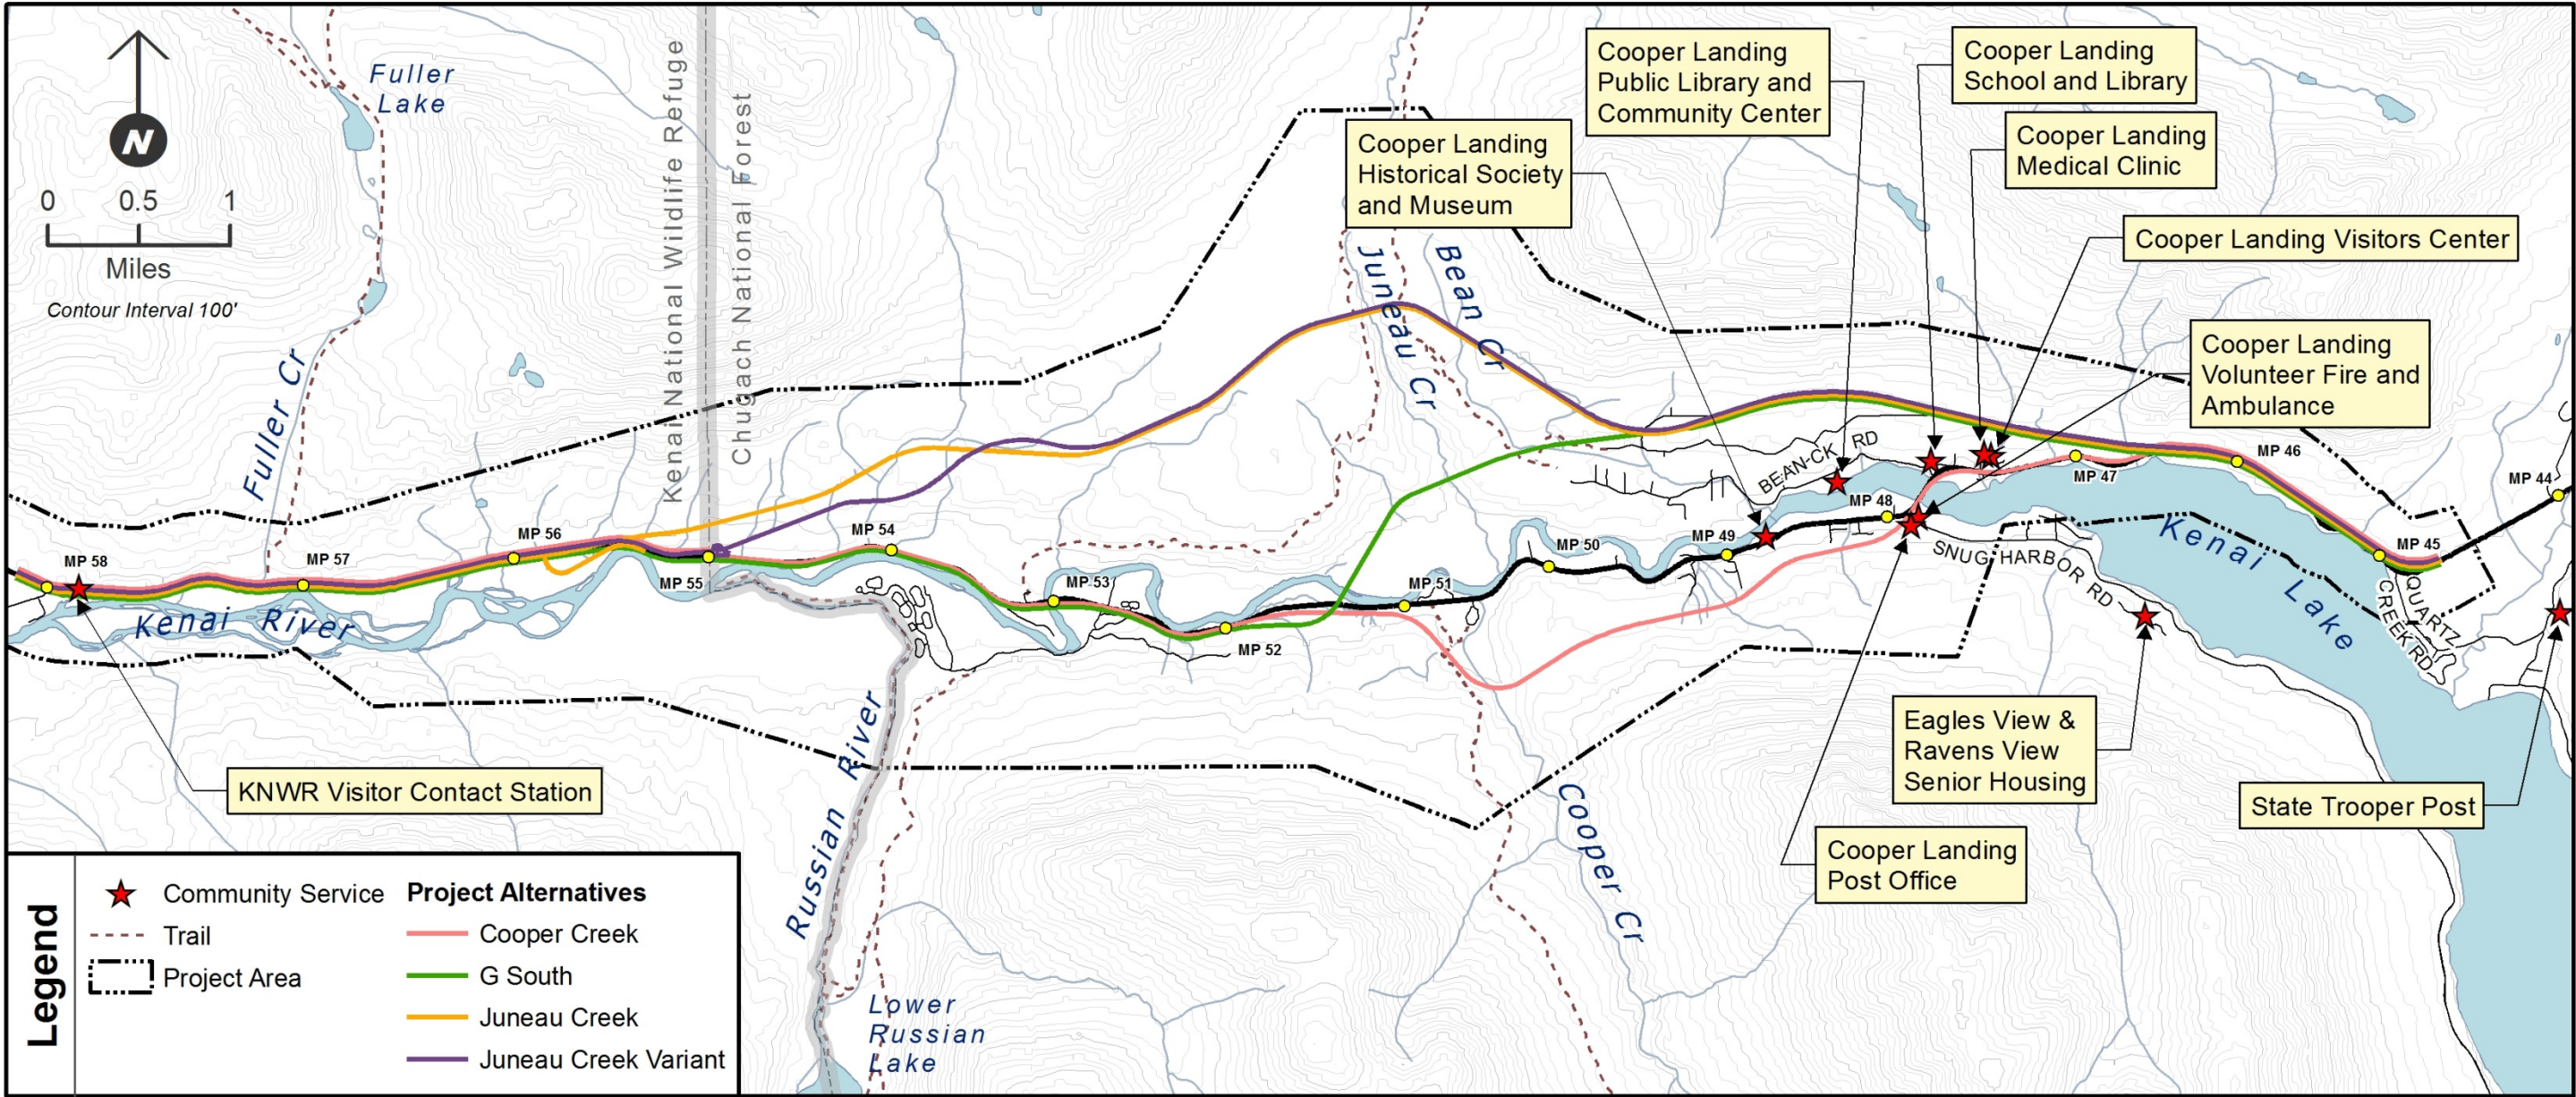 Fuller
Lake
N
0 0.5 1
Miles
Contour Interval 100'
Fuller Cr
Kenai National Wildlife Refuge
Chugach National Forest
Cooper Landing
Public Library and
Community Center
Cooper Landing
School and Library
Cooper Landing
Medical Clinic
Cooper Landing
Historical Society
and Museum
Cooper Landing Visitors Center
Cooper Landing
Volunteer Fire and
Ambulance
Juneau Cr
Bean Cr
BEAN CK RD
MP 58
MP 57
MP 56
MP 55
MP 54
MP 53
MP 52
MP 51
MP 50
MP 49
MP 48
MP 47
MP 46
MP 45
MP 44
Kenai River
SNUG HARBOR RD
Kenai Lake
QUARTZ
CREEK RD
Russian River
KNWR Visitor Contact Station
Eagles View &
Ravens View
Senior Housing
State Trooper Post
Cooper Landing
Post Office
Cooper Cr
Lower
Russian
Lake
Legend
Community Service
Trail
Project Area
Project Alternatives
Cooper Creek
G South
Juneau Creek
Juneau Creek Variant